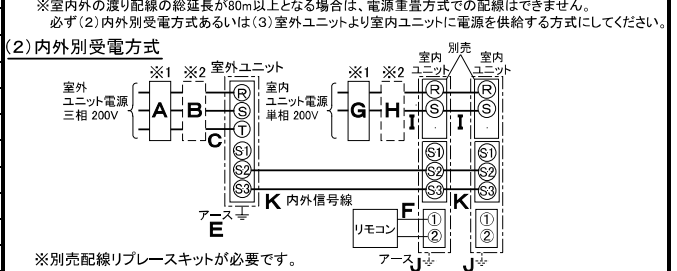 ※室内外の渡り配線の総延長が80m以上となる場合は、電源重畳方式での配線はできません。
必ず(2)内外別受電方式あるいは(3)室外ユニットより室内ユニットに電源を供給する方式にしてください。
(2)内外別受電方式
※1 ※2 室外ユニット
※1 ※2 室内ユニット 別売 室内ユニット
室外
ユニット電源
三相 200V
A B C
R
S
T
S1
S2
S3
室内
ユニット電源
単相 200V
G H I I
R
S
S1
S2
S3
R
S
S1
S2
S3
K 内外信号線
K
アース
E
リモコン
F
①
②
①
②
アース J J
※別売配線リプレースキットが必要です。